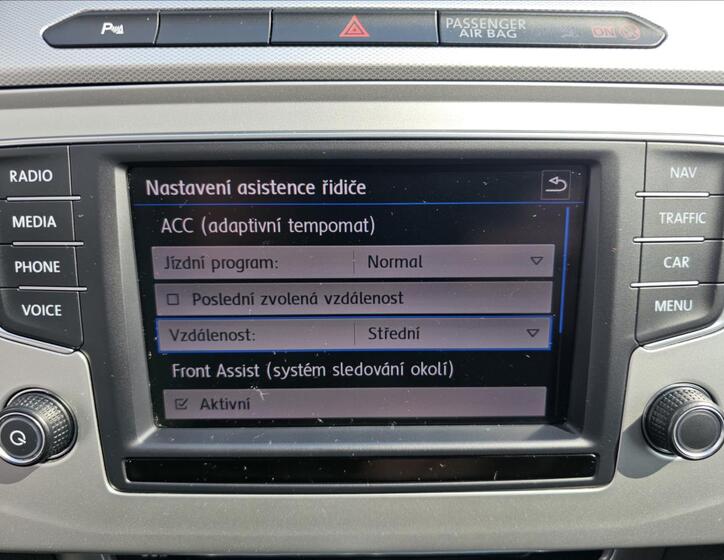 PASSENGER
AIR BAG
ON
RADIO
MEDIA
PHONE
VOICE
NAV
TRAFFIC
CAR
MENU
Nastavení asistence řidiče
ACC (adaptivní tempomat)
Jízdní program: Normal
Poslední zvolená vzdálenost
Vzdálenost: Střední
Front Assist (systém sledování okolí)
Aktivní